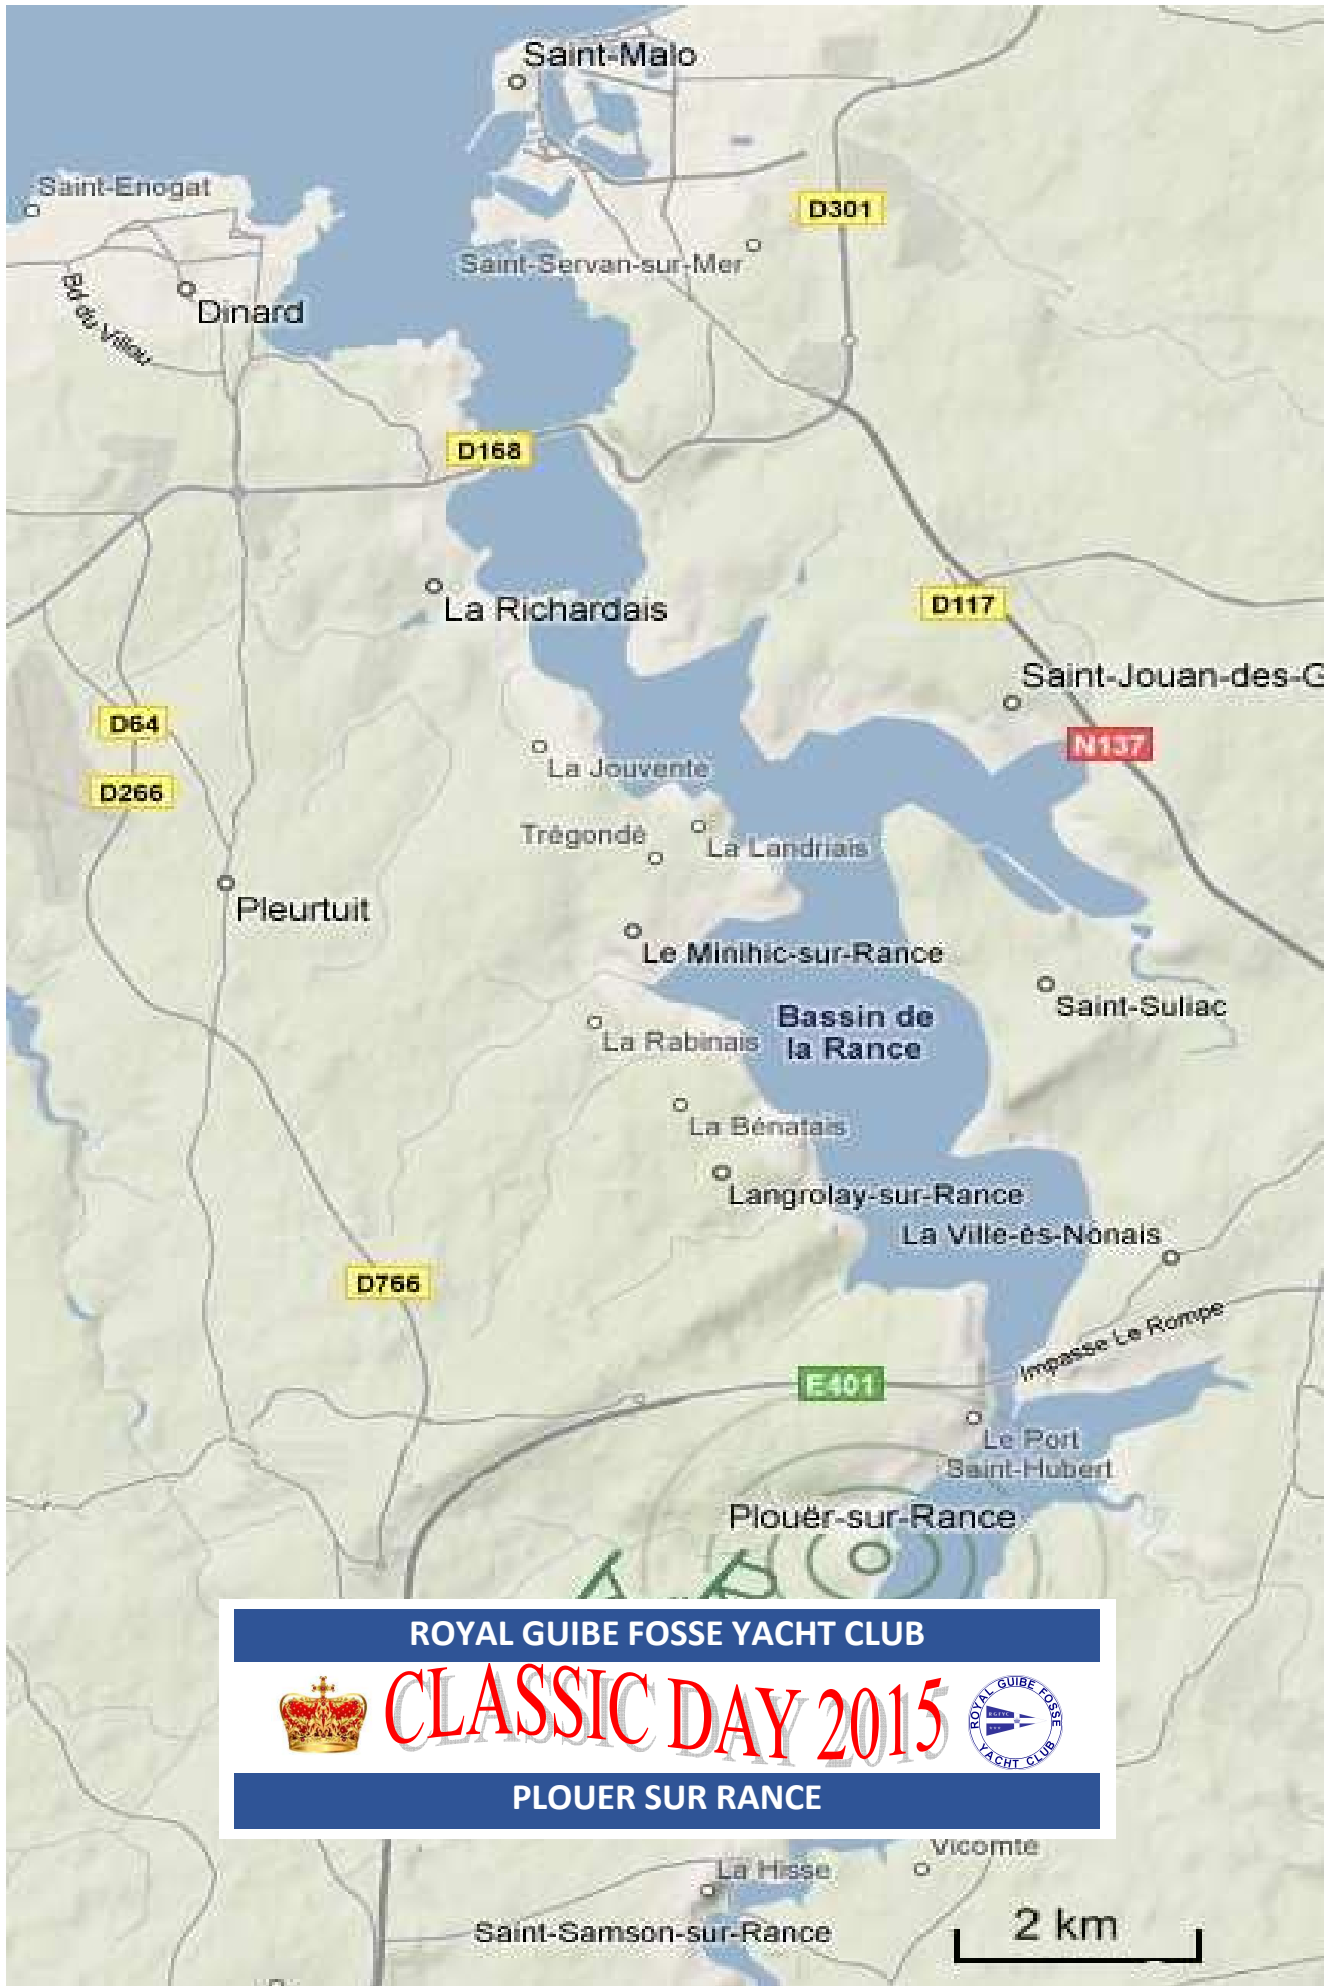 Saint-Malo
Saint-Enogat
D301
Saint-Servan-sur-Mer
Dinard
Bd du Villou
D168
La Richardais
D117
Saint-Jouan-des-G
D64
N137
La Jouvente
D266
Trégondé
La Landriais
Pleurtuit
Le Minihic-sur-Rance
Saint-Suliac
Bassin de
la Rance
La Rabinais
La Bénatais
Langrolay-sur-Rance
La Ville-ès-Nonais
D766
Impasse Le Rompe
E401
Le Port
Saint-Hubert
Plouër-sur-Rance
ROYAL GUIBE FOSSE YACHT CLUB
CLASSIC DAY 2015
ROYAL GUIBE FOSSE
RGFYC
YACHT CLUB
PLOUER SUR RANCE
Vicomté
La Hisse
Saint-Samson-sur-Rance
2 km